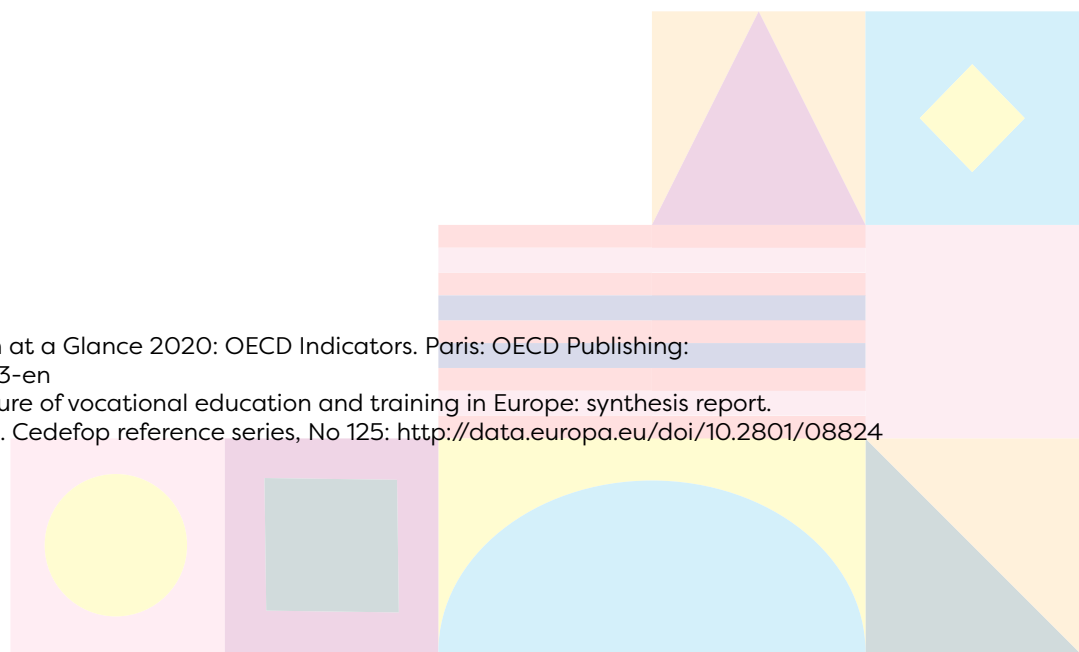 at a Glance 2020: OECD Indicators. Paris: OECD Publishing:
3-en
ure of vocational education and training in Europe: synthesis report.
. Cedefop reference series, No 125: http://data.europa.eu/doi/10.2801/08824